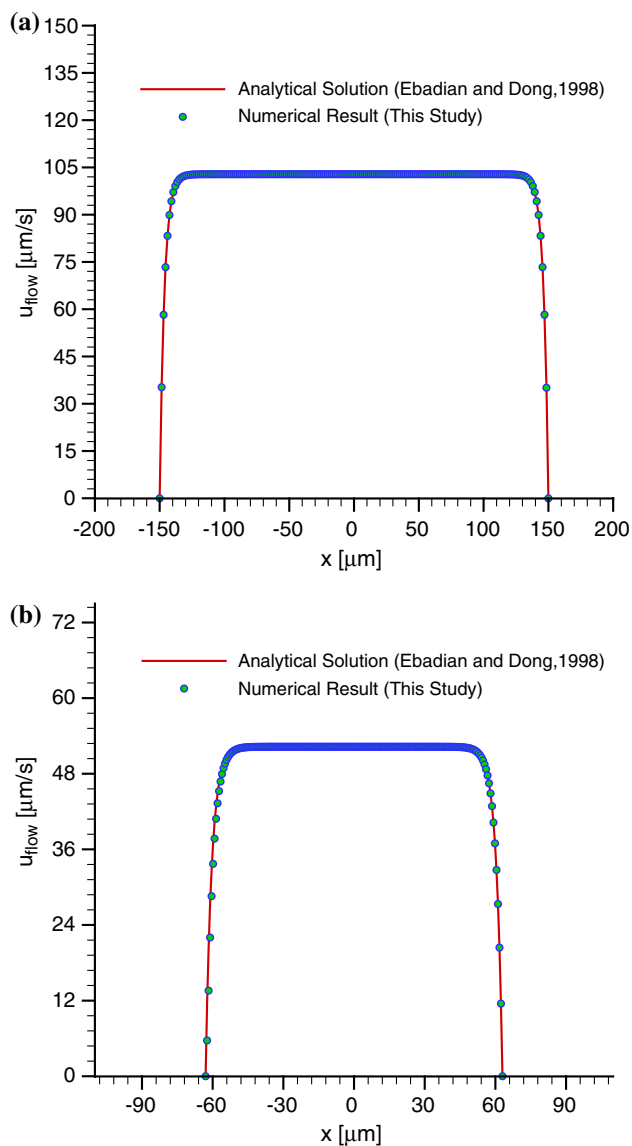 (a)
150
135
120
105
90
75
60
45
30
15
0
u_flow [μm/s]
Analytical Solution (Ebadian and Dong,1998)
Numerical Result (This Study)
-200 -150 -100 -50 0 50 100 150 200
x [μm]
(b)
72
60
48
36
24
12
0
u_flow [μm/s]
Analytical Solution (Ebadian and Dong,1998)
Numerical Result (This Study)
-90 -60 -30 0 30 60 90
x [μm]